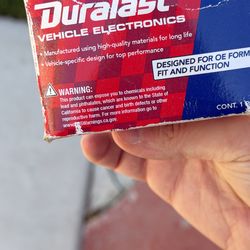 Duralast
VEHICLE ELECTRONICS
• Manufactured using high-quality materials for long life
• Vehicle-specific design for top performance
DESIGNED FOR OE FORM
FIT AND FUNCTION
WARNING:
This product can expose you to chemicals including
lead and phthalates, which are known to the State of
California to cause cancer and birth defects or other
reproductive harm. For more information go to
www.P65Warnings.ca.gov.
CONT. 1